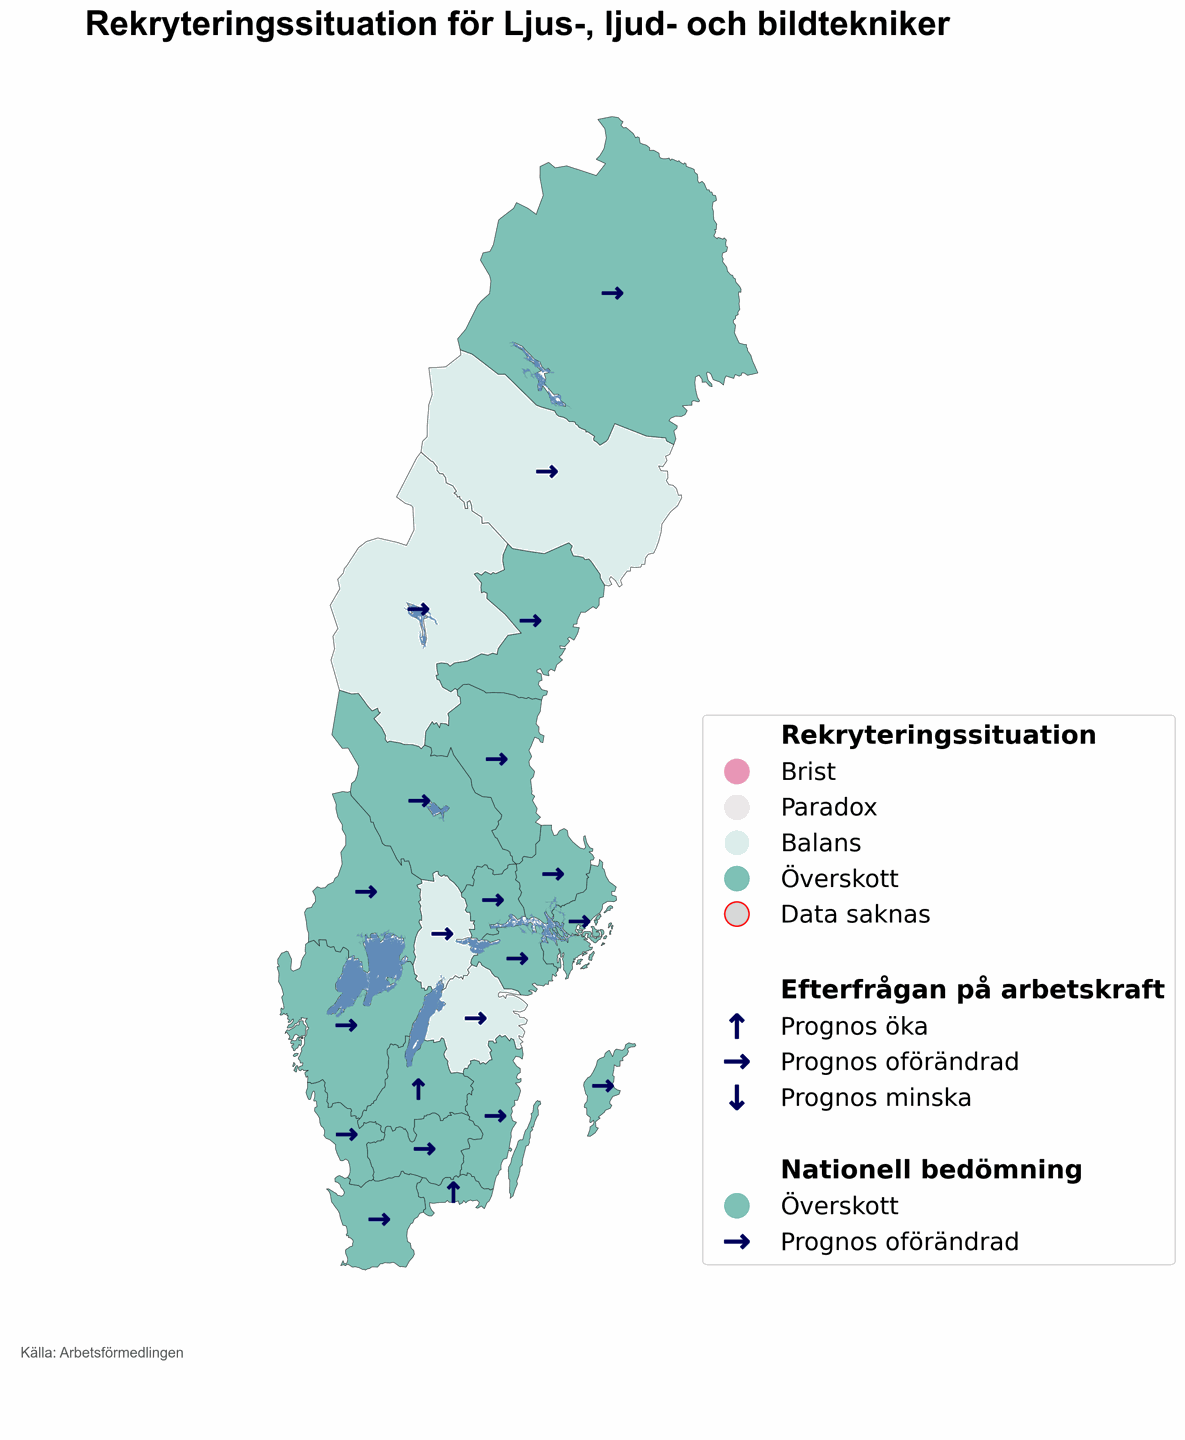 Rekryteringssituation för Ljus-, ljud- och bildtekniker
Rekryteringssituation
Brist
Paradox
Balans
Överskott
Data saknas
Efterfrågan på arbetskraft
Prognos öka
Prognos oförändrad
Prognos minska
Nationell bedömning
Överskott
Prognos oförändrad
Källa: Arbetsförmedlingen